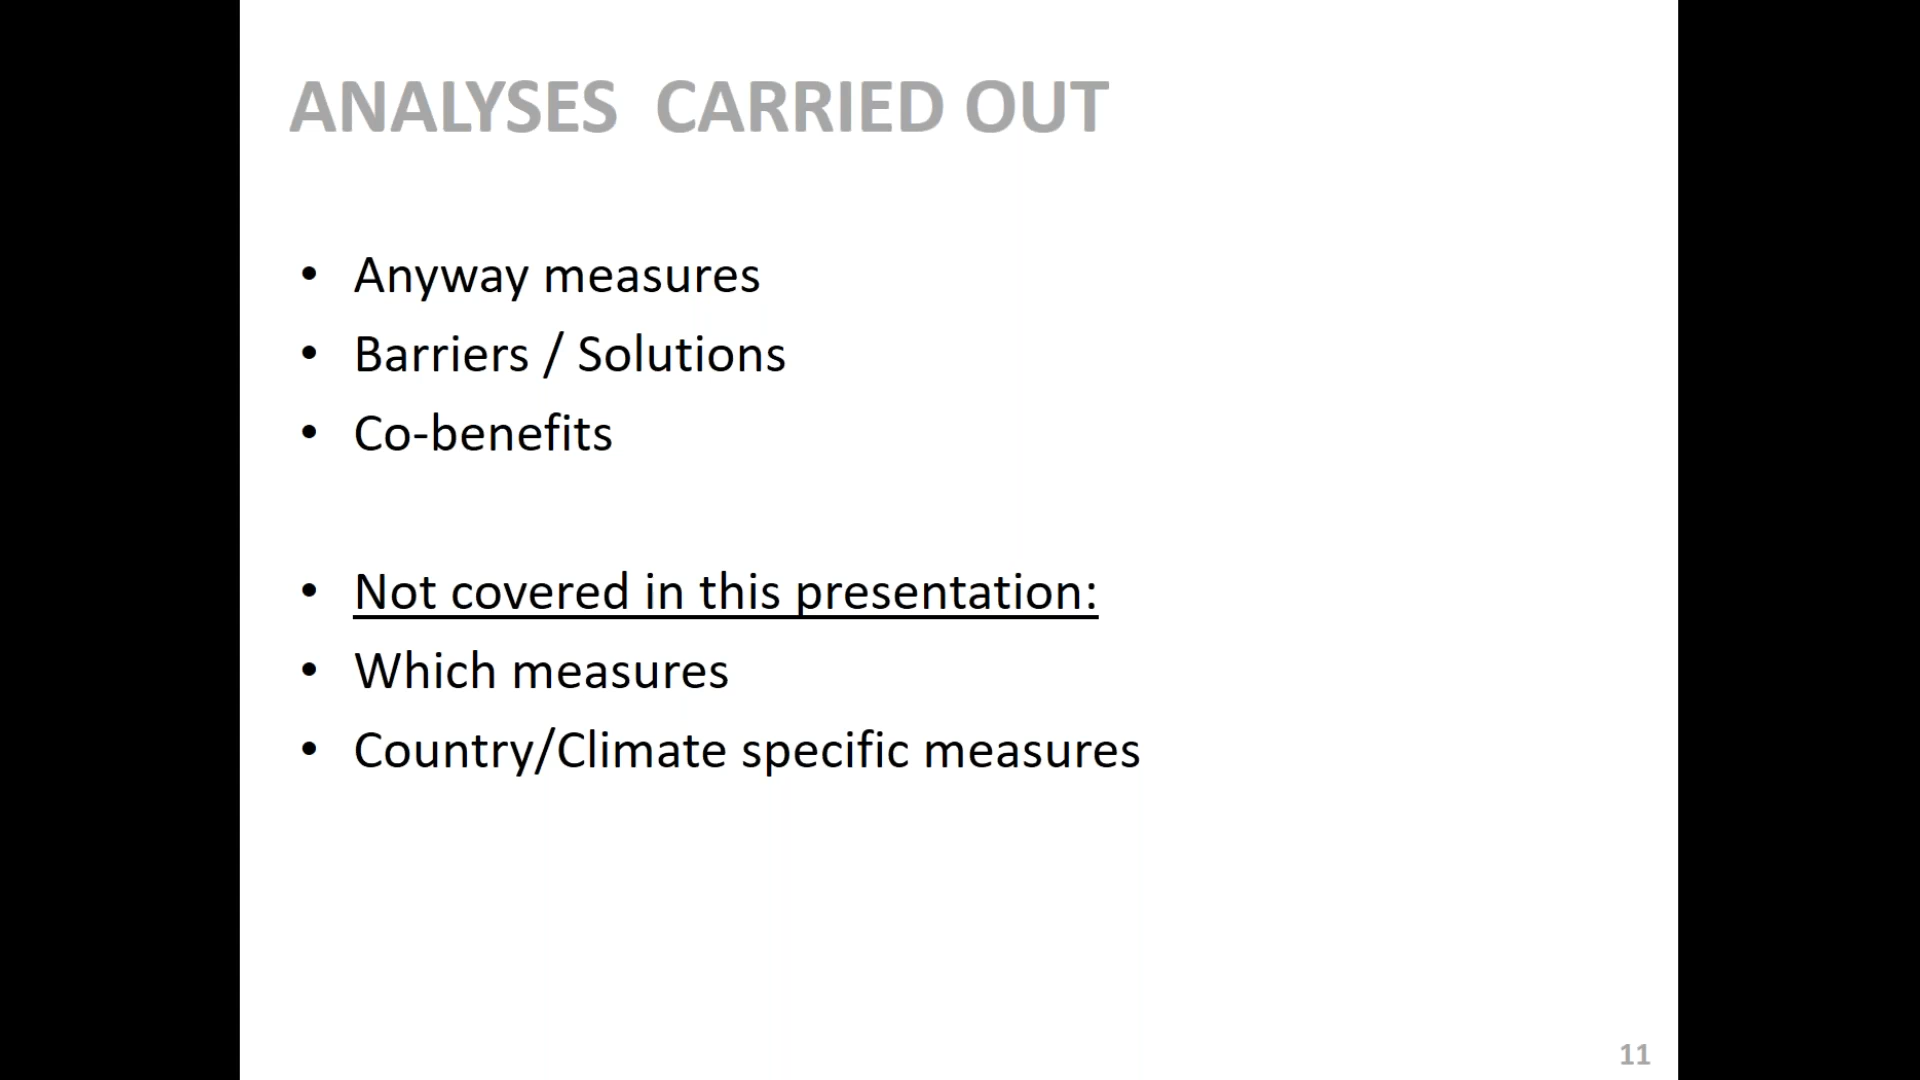 ANALYSES  CARRIED OUT
• Anyway measures
• Barriers / Solutions
• Co-benefits
• Not covered in this presentation:
• Which measures
• Country/Climate specific measures
11